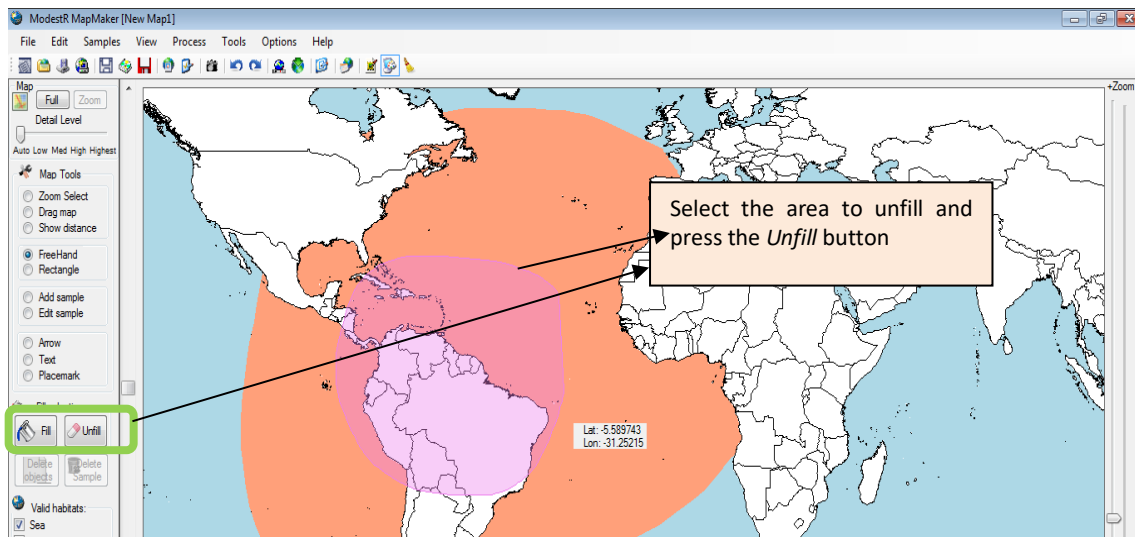 ModestR MapMaker [New Map1]
File Edit Samples View Process Tools Options Help
Map
Full Zoom
Detail Level
Auto Low Med High Highest
Map Tools
Zoom Select
Drag map
Show distance
FreeHand
Rectangle
Add sample
Edit sample
Arrow
Text
Placemark
Fill Unfill
Delete objects
Delete Sample
Valid habitats:
Sea
+Zoom
Select the area to unfill and
press the Unfill button
Lat: -5.589743
Lon: -31.25215